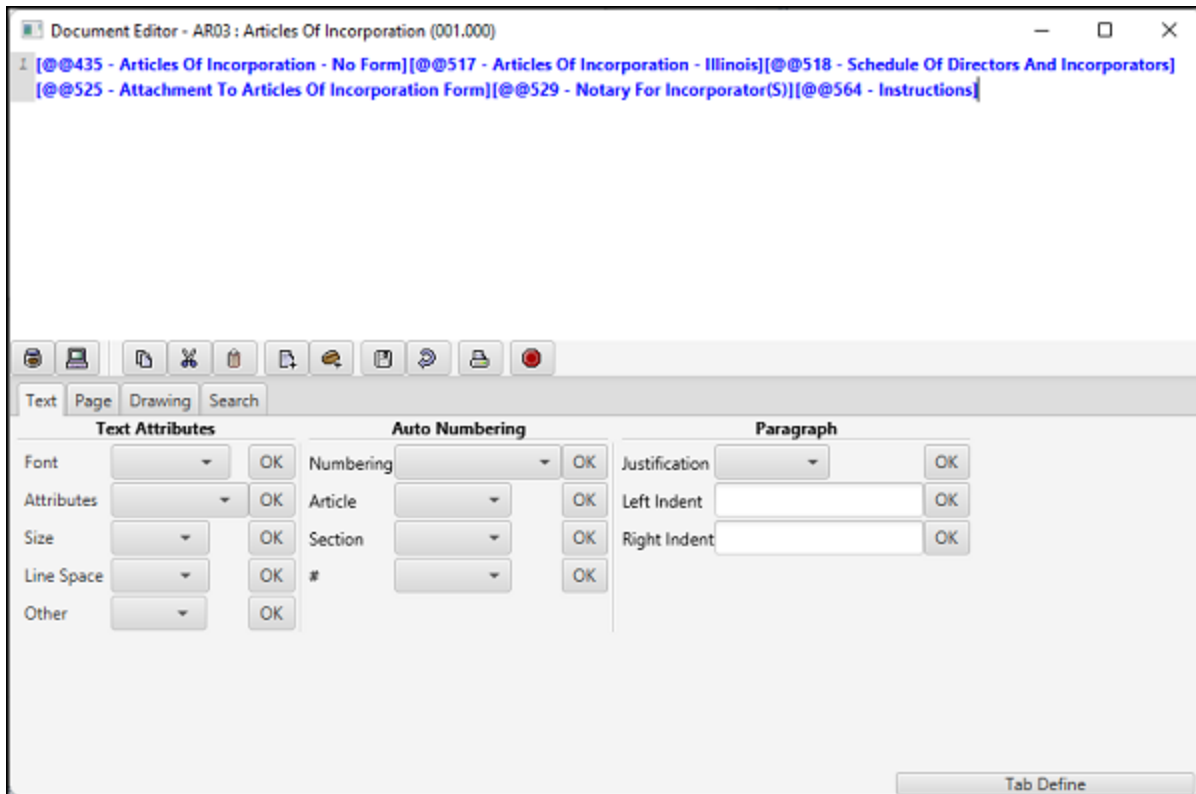 Document Editor - AR03 : Articles Of Incorporation (001.000)
1 [@@435 - Articles Of Incorporation - No Form][@@517 - Articles Of Incorporation - Illinois][@@518 - Schedule Of Directors And Incorporators]
[@@525 - Attachment To Articles Of Incorporation Form][@@529 - Notary For Incorporator(S)][@@564 - Instructions]
Text Page Drawing Search
Text Attributes Auto Numbering Paragraph
Font OK Numbering OK Justification OK
Attributes OK Article OK Left Indent OK
Size OK Section OK Right Indent OK
Line Space OK # OK
Other OK
Tab Define